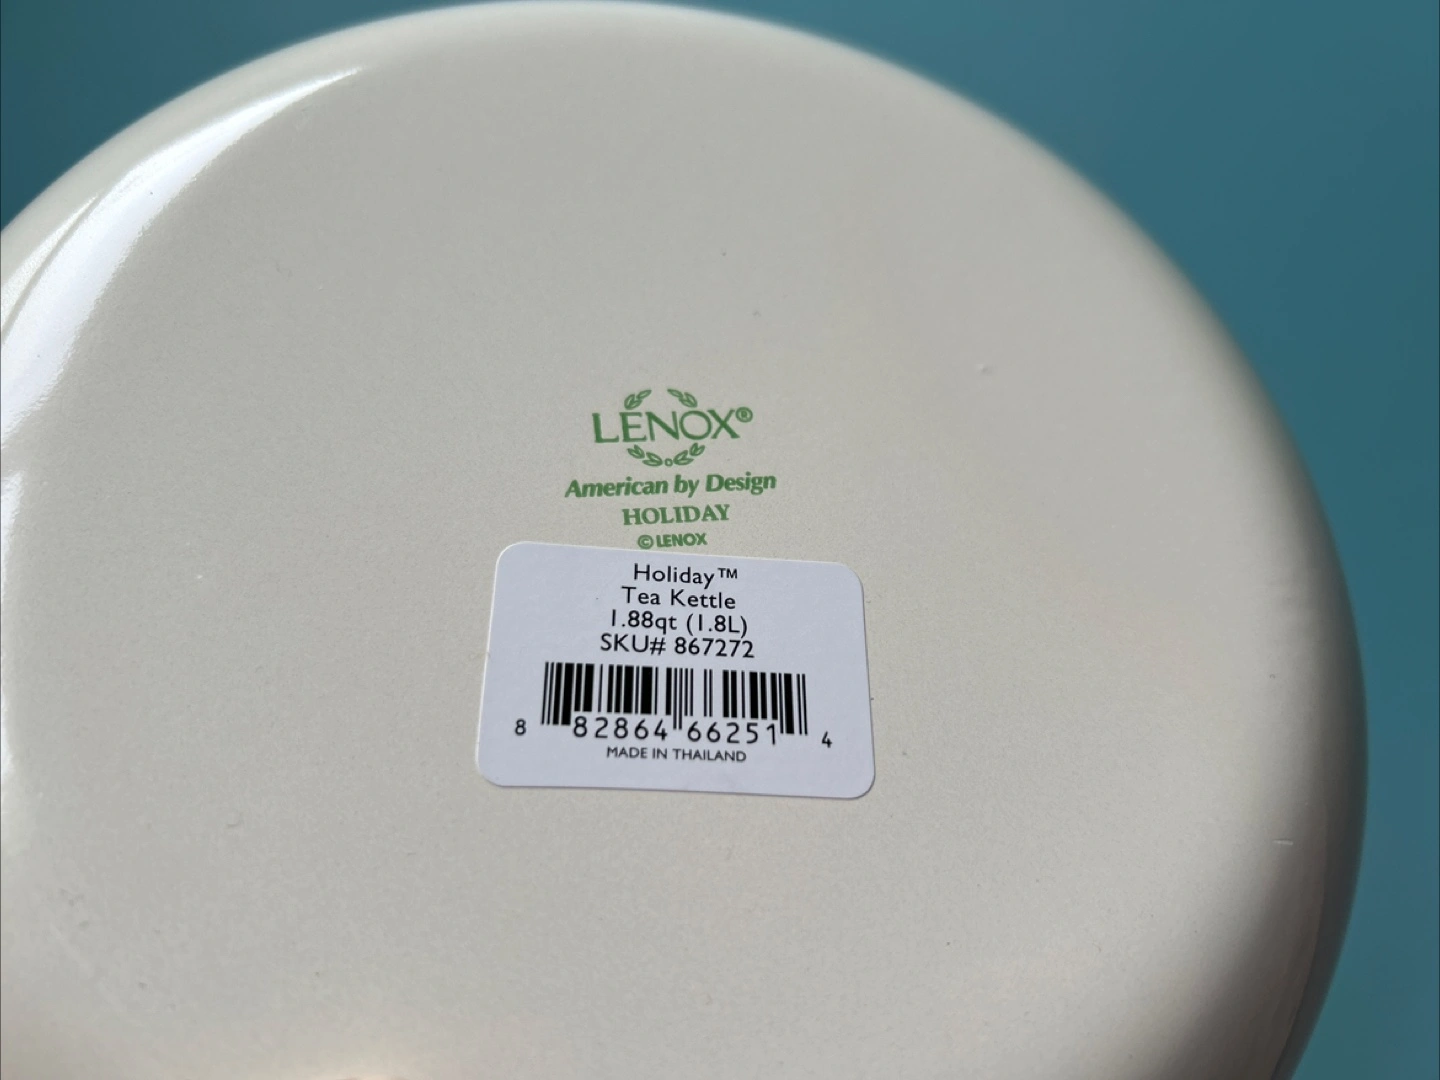 LENOX®
American by Design
HOLIDAY
© LENOX
Holiday™
Tea Kettle
1.88qt (1.8L)
SKU# 867272
8 82864 66251 4
MADE IN THAILAND